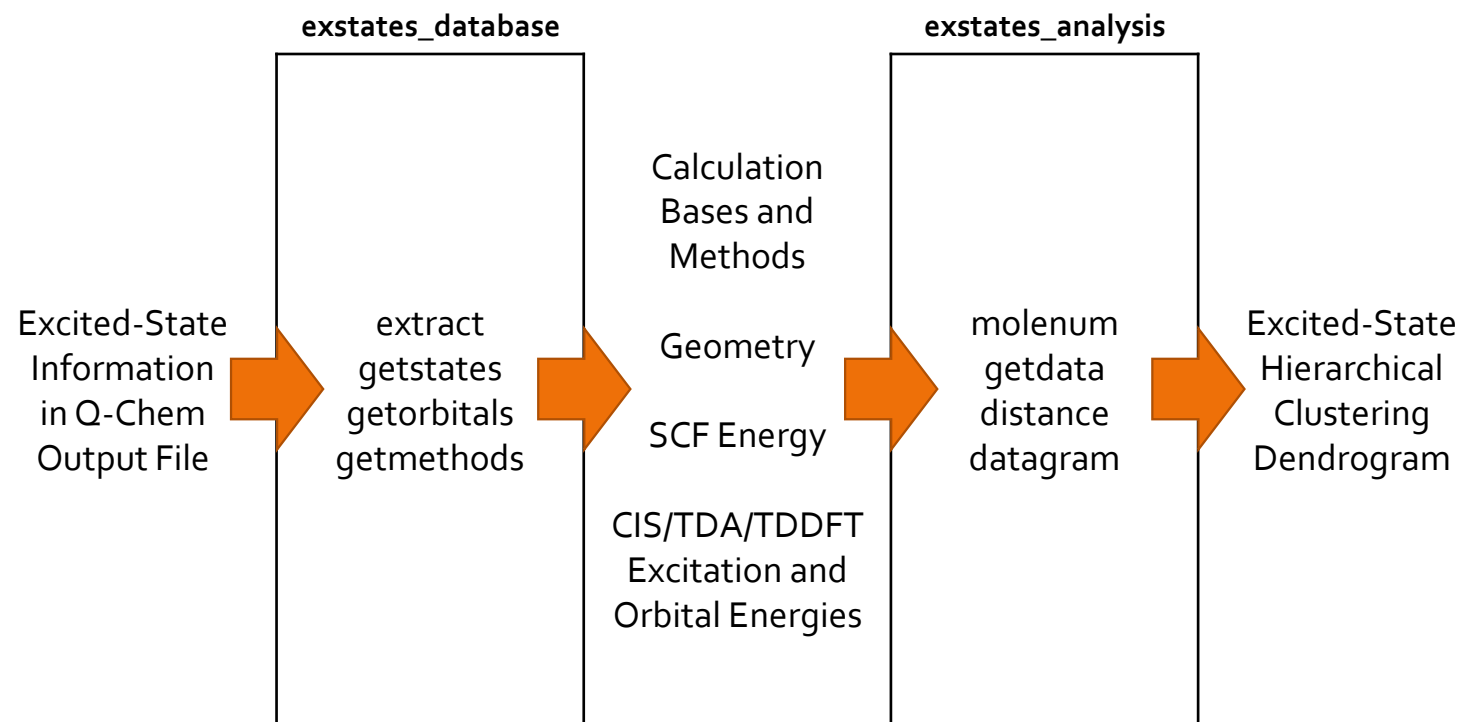 exstates_database
exstates_analysis
Excited-State
Information
in Q-Chem
Output File
extract
getstates
getorbitals
getmethods
Calculation
Bases and
Methods
Geometry
SCF Energy
CIS/TDA/TDDFT
Excitation and
Orbital Energies
molenum
getdata
distance
datagram
Excited-State
Hierarchical
Clustering
Dendrogram